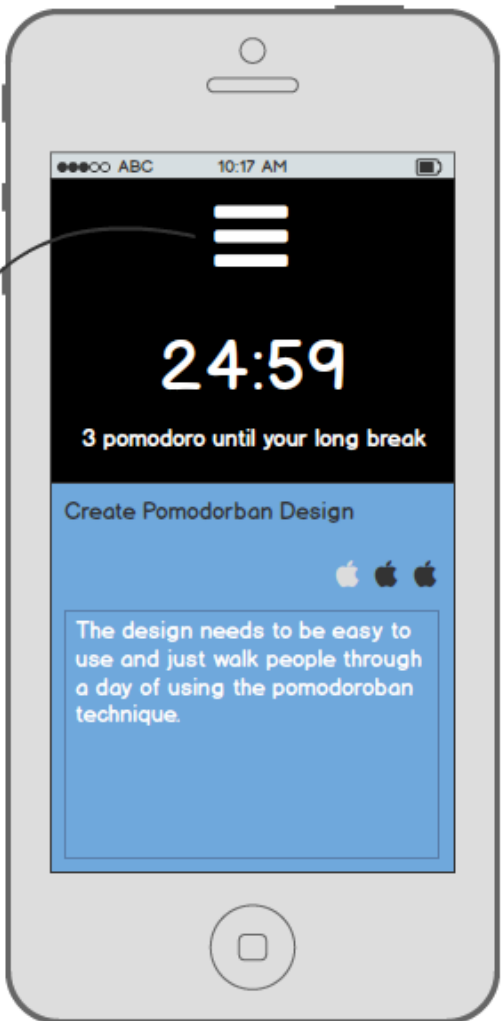 ABC 10:17 AM
24:59
3 pomodoro until your long break
Create Pomodorban Design
The design needs to be easy to
use and just walk people through
a day of using the pomodoroban
technique.